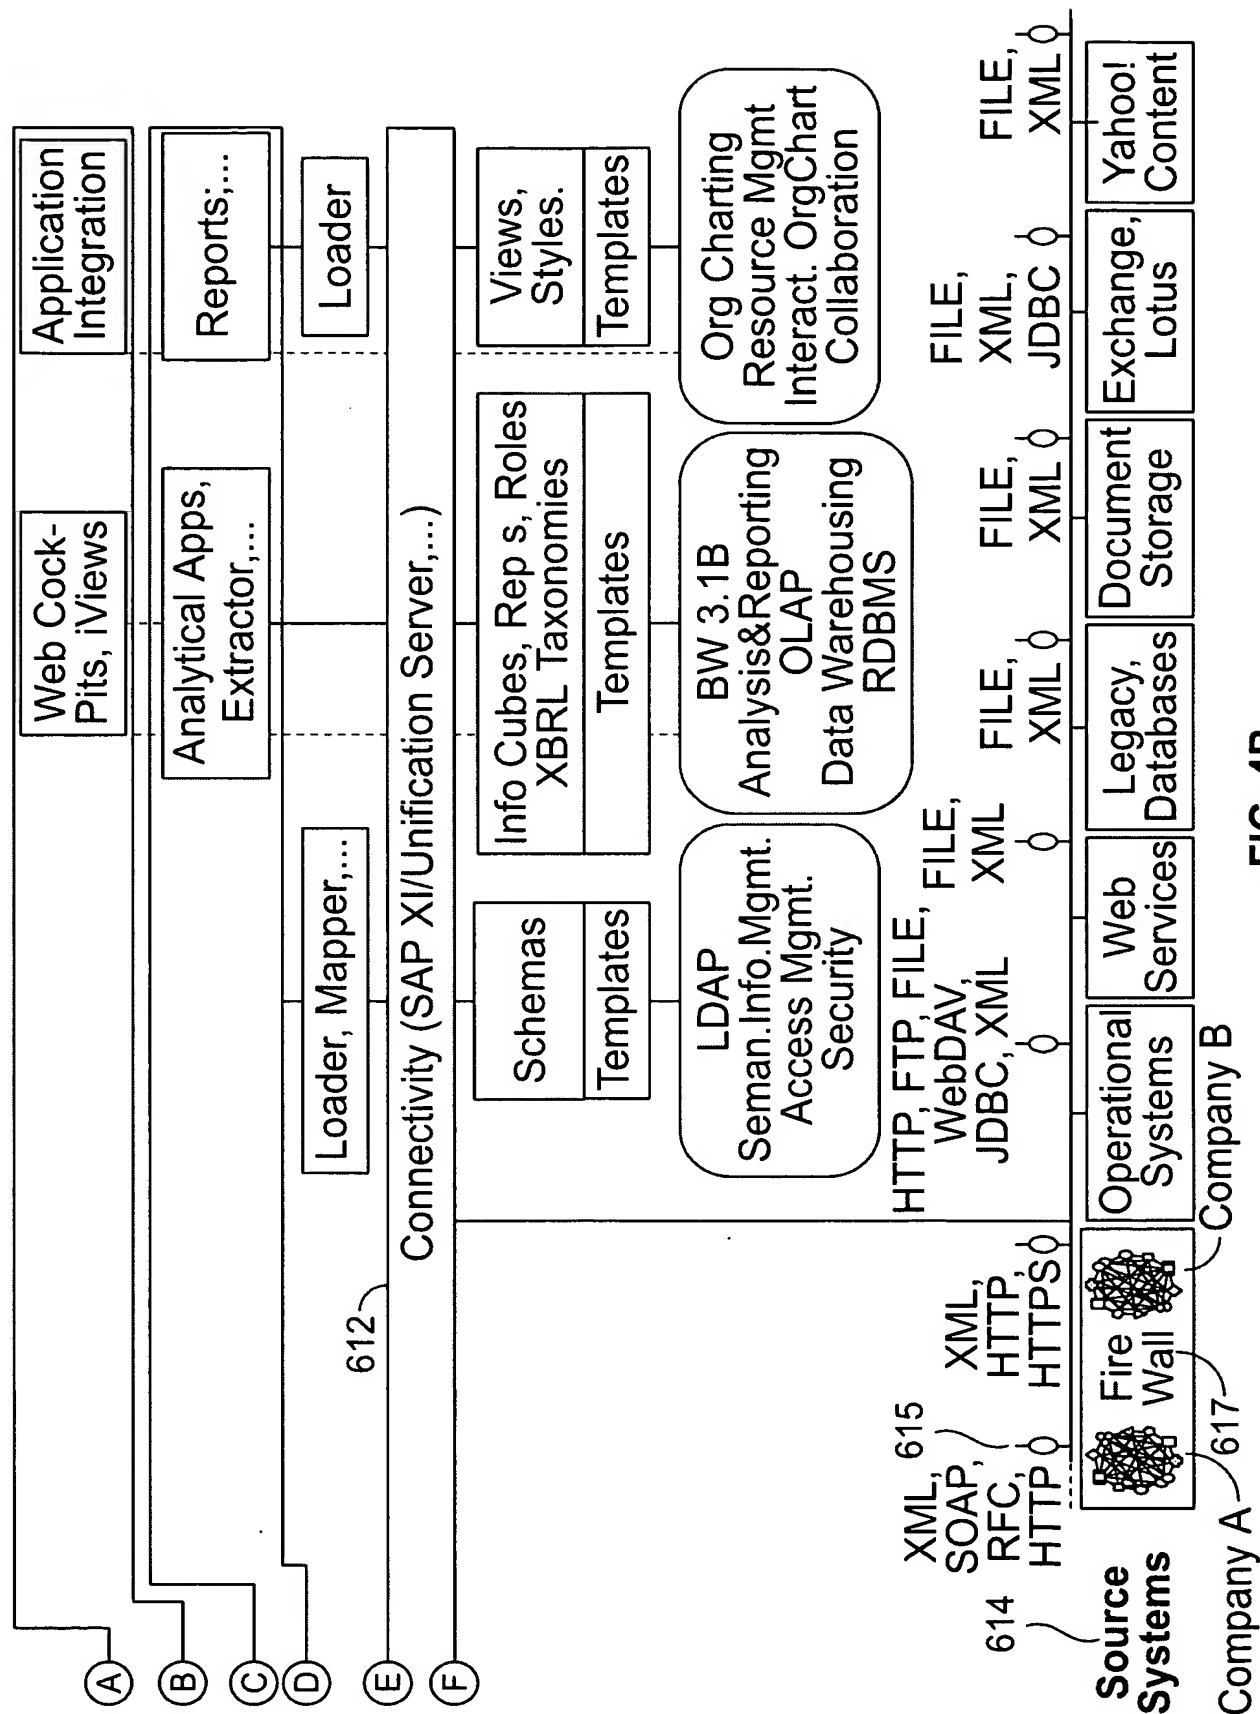 A
B
C
D
E
F
Web Cock-
Pits, iViews
Application
Integration
Analytical Apps,
Extractor,...
Reports,...
Loader, Mapper,...
Loader
612
Connectivity (SAP XI/Unification Server,...)
Schemas
Templates
Info Cubes, Rep s, Roles
XBRL Taxonomies
Templates
Views,
Styles.
Templates
LDAP
Seman.Info.Mgmt.
Access Mgmt.
Security
BW 3.1B
Analysis&Reporting
OLAP
Data Warehousing
RDBMS
Org Charting
Resource Mgmt
Interact. OrgChart
Collaboration
614
XML,
SOAP,
RFC,
HTTP
615
XML,
HTTP,
HTTPS
HTTP, FTP, FILE,
WebDAV,
JDBC, XML
FILE,
XML
FILE,
XML
FILE,
XML
FILE,
XML,
JDBC
FILE,
XML
Source
Systems
Fire
Wall
Operational
Systems
Web
Services
Legacy,
Databases
Document
Storage
Exchange,
Lotus
Yahoo!
Content
Company A
617
Company B